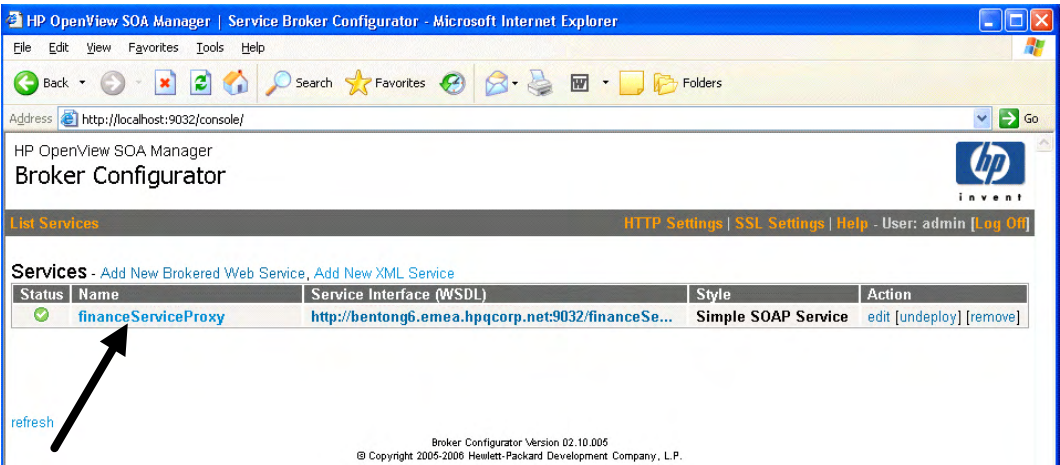 HP OpenView SOA Manager | Service Broker Configurator - Microsoft Internet Explorer
File Edit View Favorites Tools Help
Back Search Favorites Folders
Address http://localhost:9032/console/ Go
HP OpenView SOA Manager
Broker Configurator
hp
invent
List Services HTTP Settings | SSL Settings | Help - User: admin [Log Off]
Services - Add New Brokered Web Service, Add New XML Service
Status Name Service Interface (WSDL) Style Action
financeServiceProxy http://bentong6.emea.hpqcorp.net:9032/financeSe... Simple SOAP Service edit [undeploy] [remove]
refresh
Broker Configurator Version 02.10.005
© Copyright 2005-2006 Hewlett-Packard Development Company, L.P.